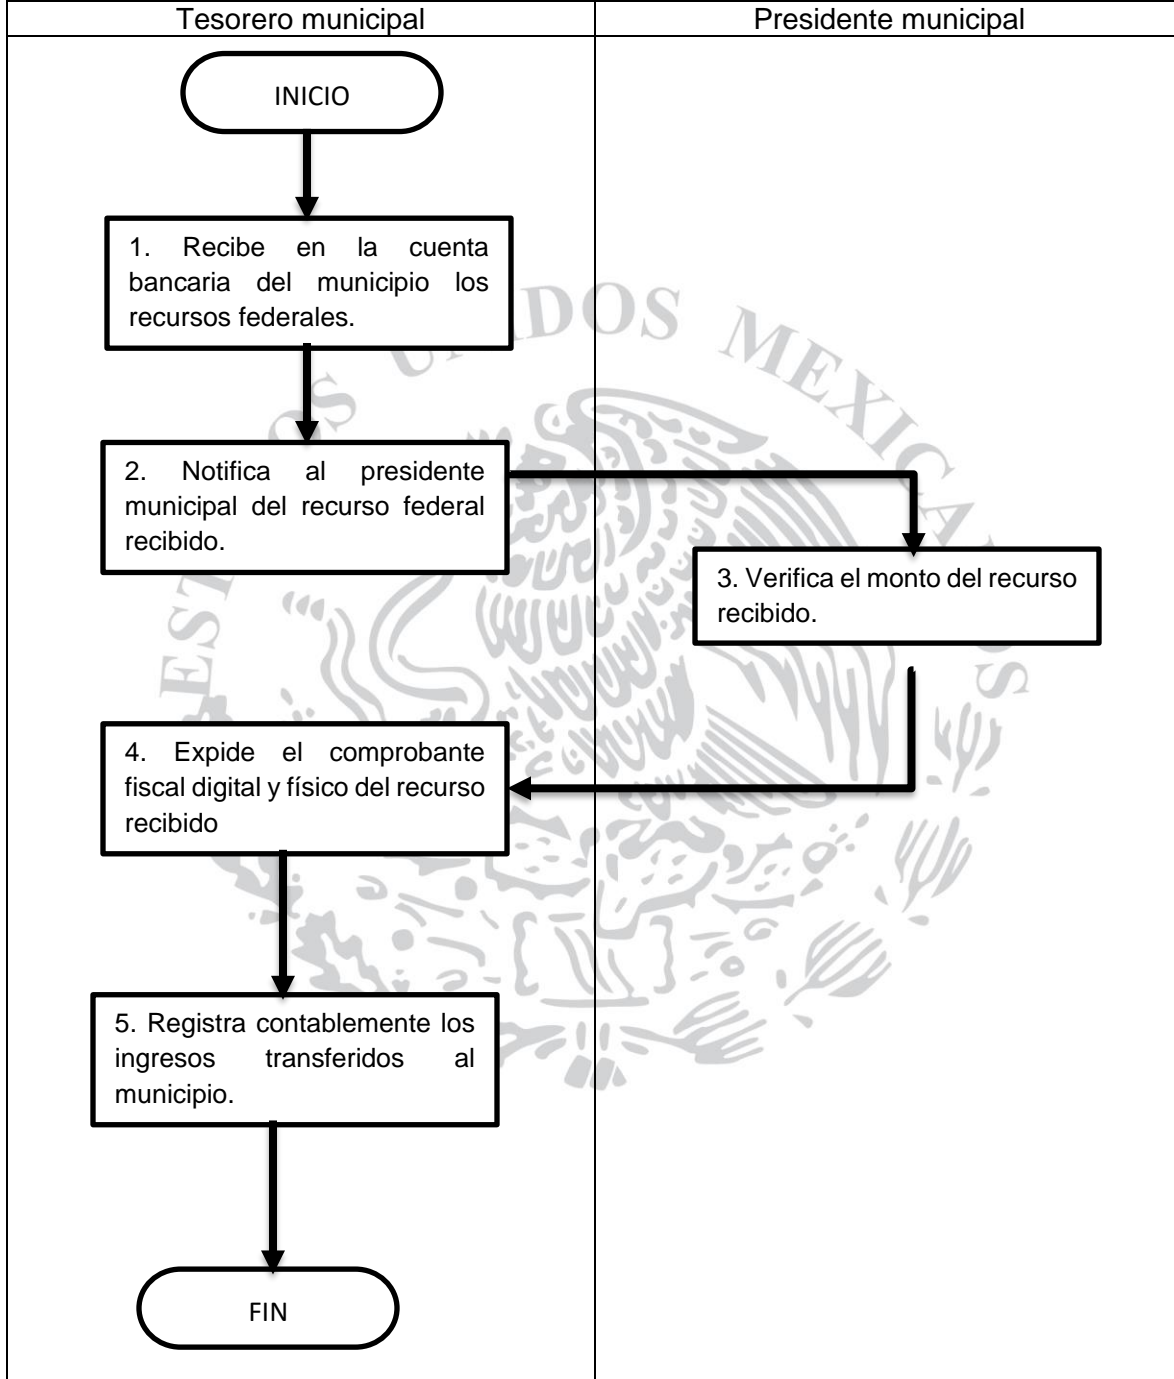 Tesorero municipal
Presidente municipal
INICIO
1. Recibe en la cuenta
bancaria del municipio los
recursos federales.
2. Notifica al presidente
municipal del recurso federal
recibido.
3. Verifica el monto del recurso
recibido.
4. Expide el comprobante
fiscal digital y físico del recurso
recibido
5. Registra contablemente los
ingresos transferidos al
municipio.
FIN